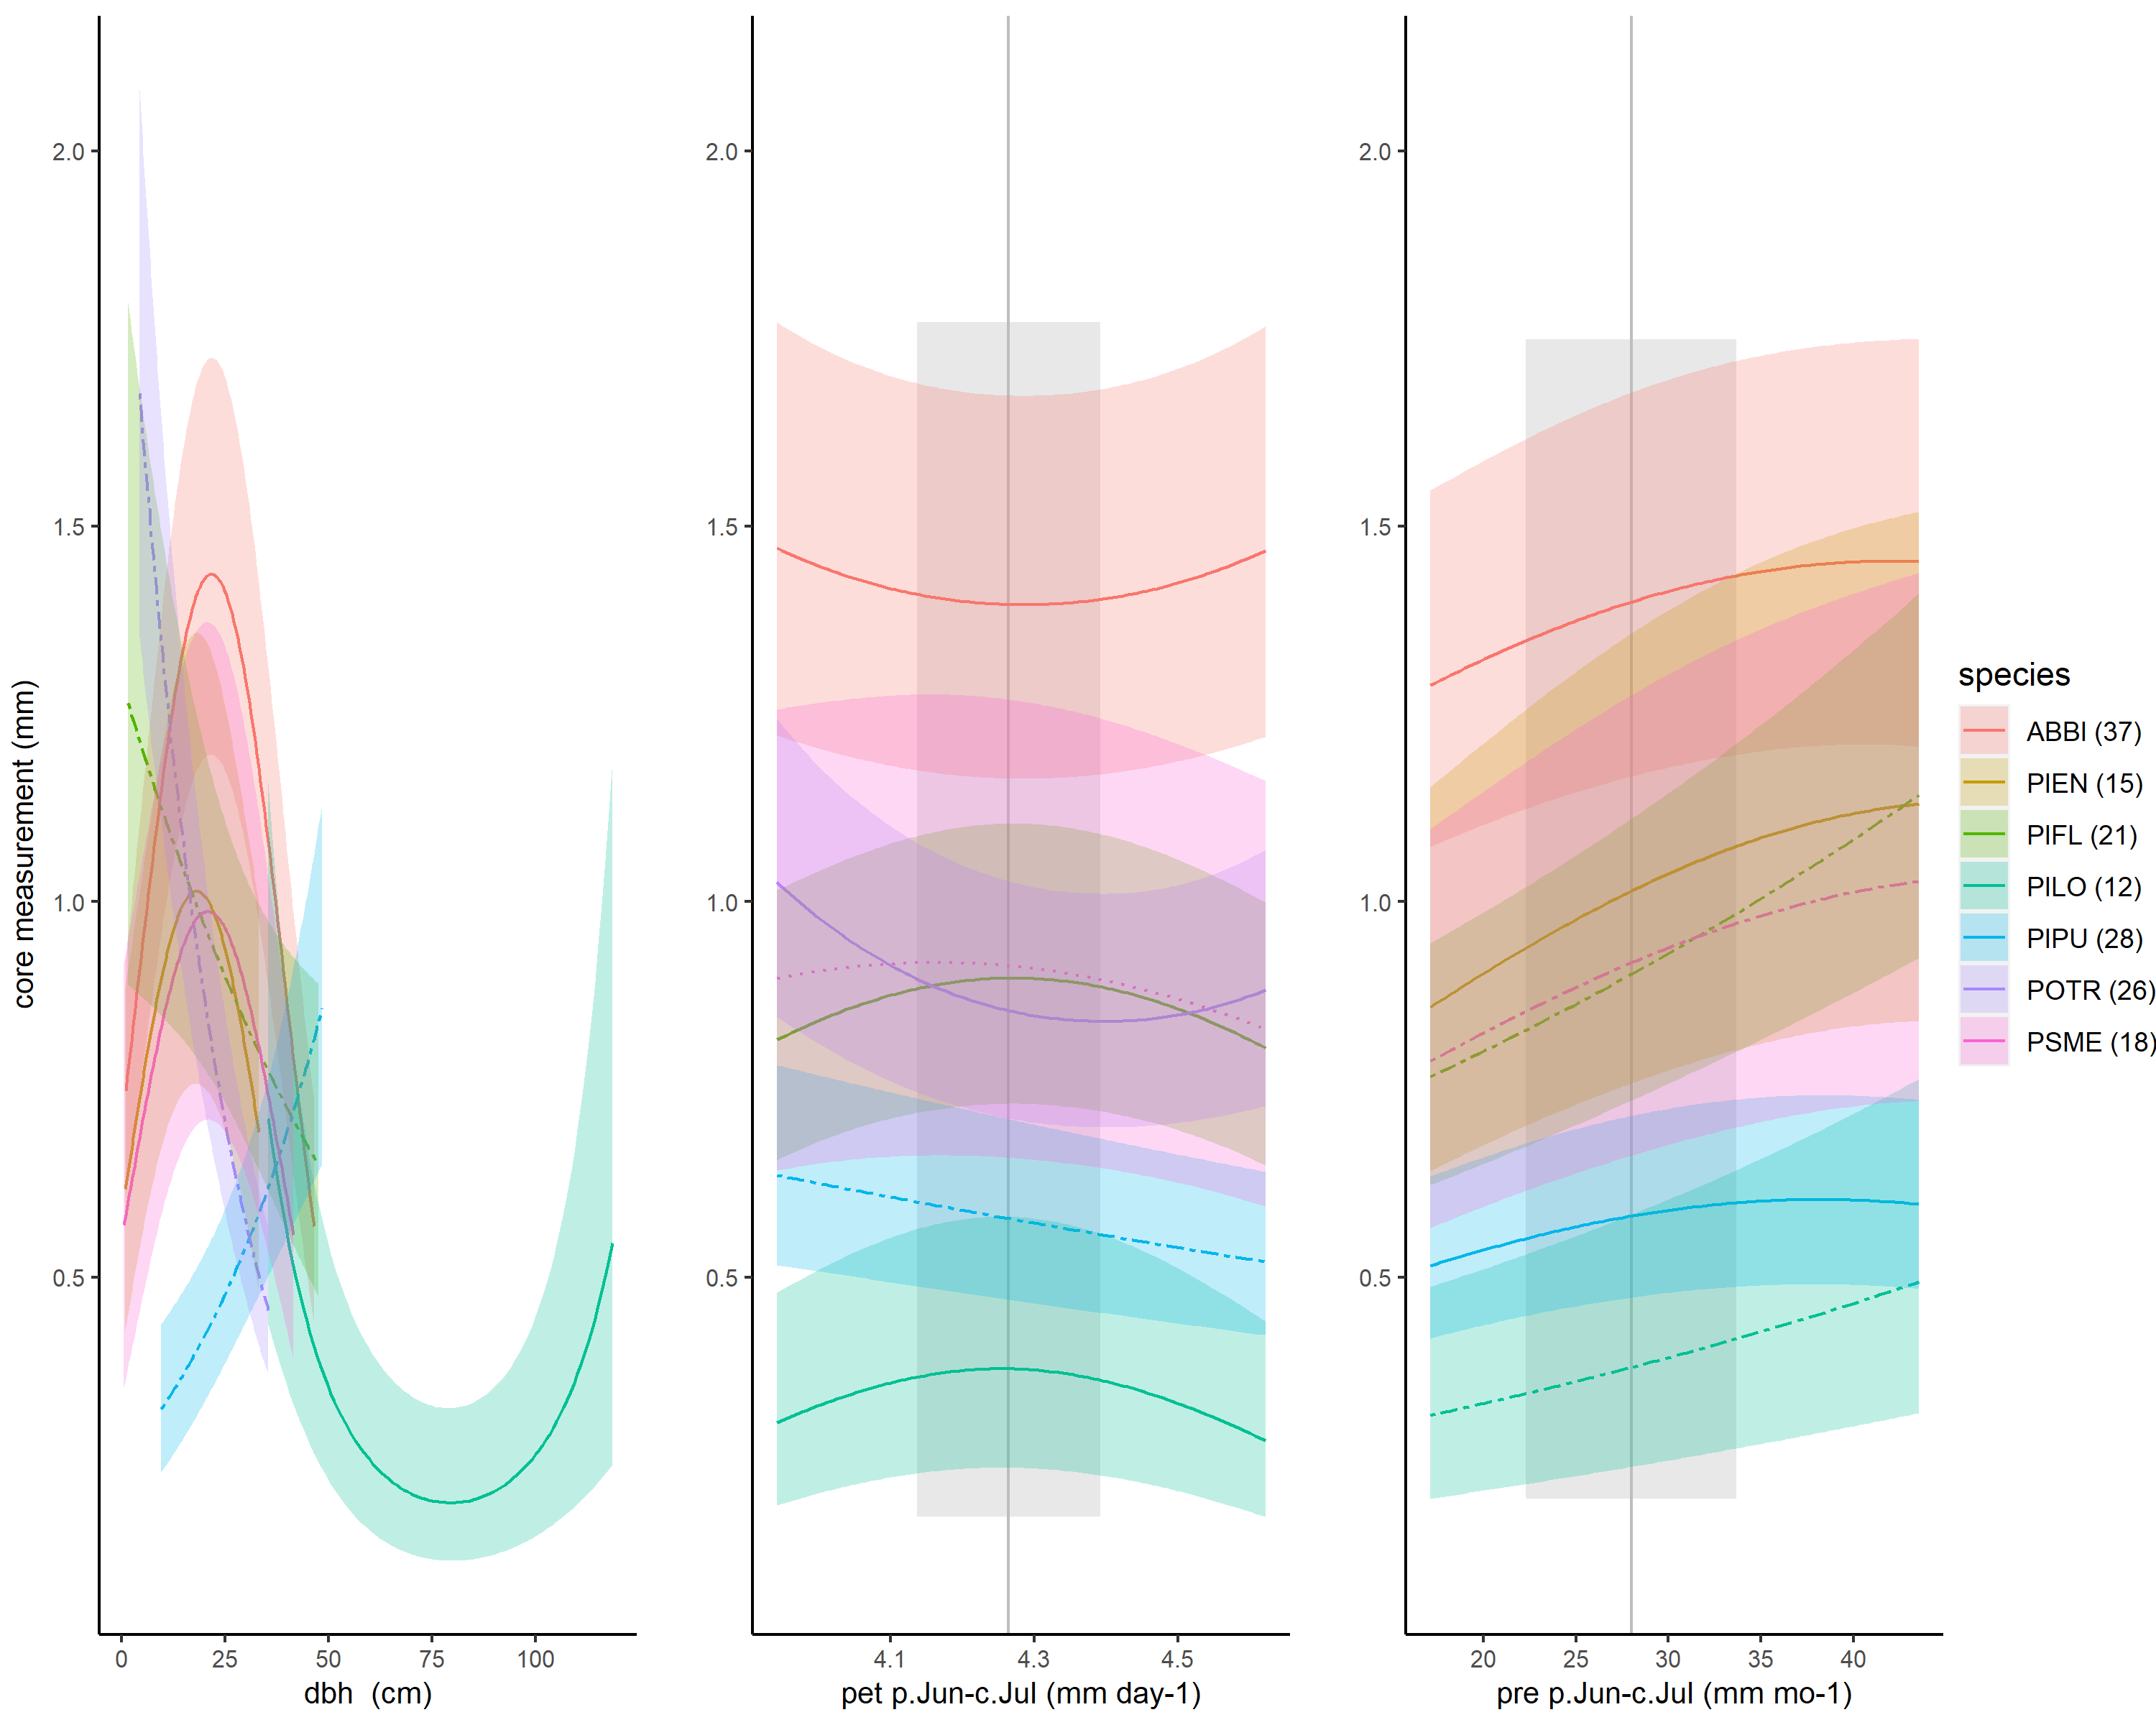 core measurement (mm)
2.0
1.5
1.0
0.5
0 25 50 75 100
dbh (cm)
2.0
1.5
1.0
0.5
4.1 4.3 4.5
pet p.Jun-c.Jul (mm day-1)
2.0
1.5
1.0
0.5
20 25 30 35 40
pre p.Jun-c.Jul (mm mo-1)
species
ABBI (37)
PIEN (15)
PIFL (21)
PILO (12)
PIPU (28)
POTR (26)
PSME (18)